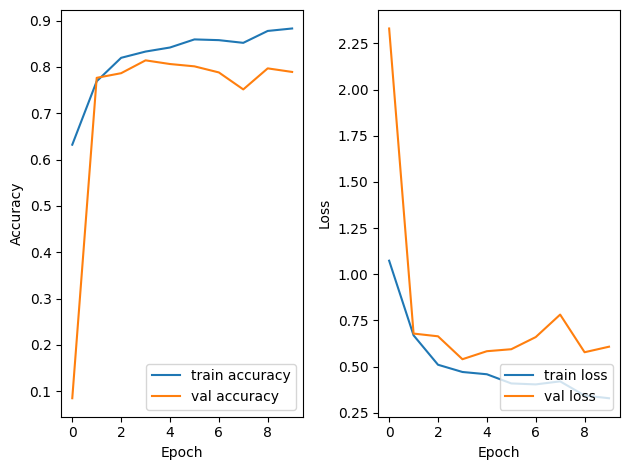 0.9
0.8
0.7
0.6
0.5
0.4
0.3
0.2
0.1
Accuracy
0 2 4 6 8
Epoch
train accuracy
val accuracy
2.25
2.00
1.75
1.50
1.25
1.00
0.75
0.50
0.25
Loss
0 2 4 6 8
Epoch
train loss
val loss